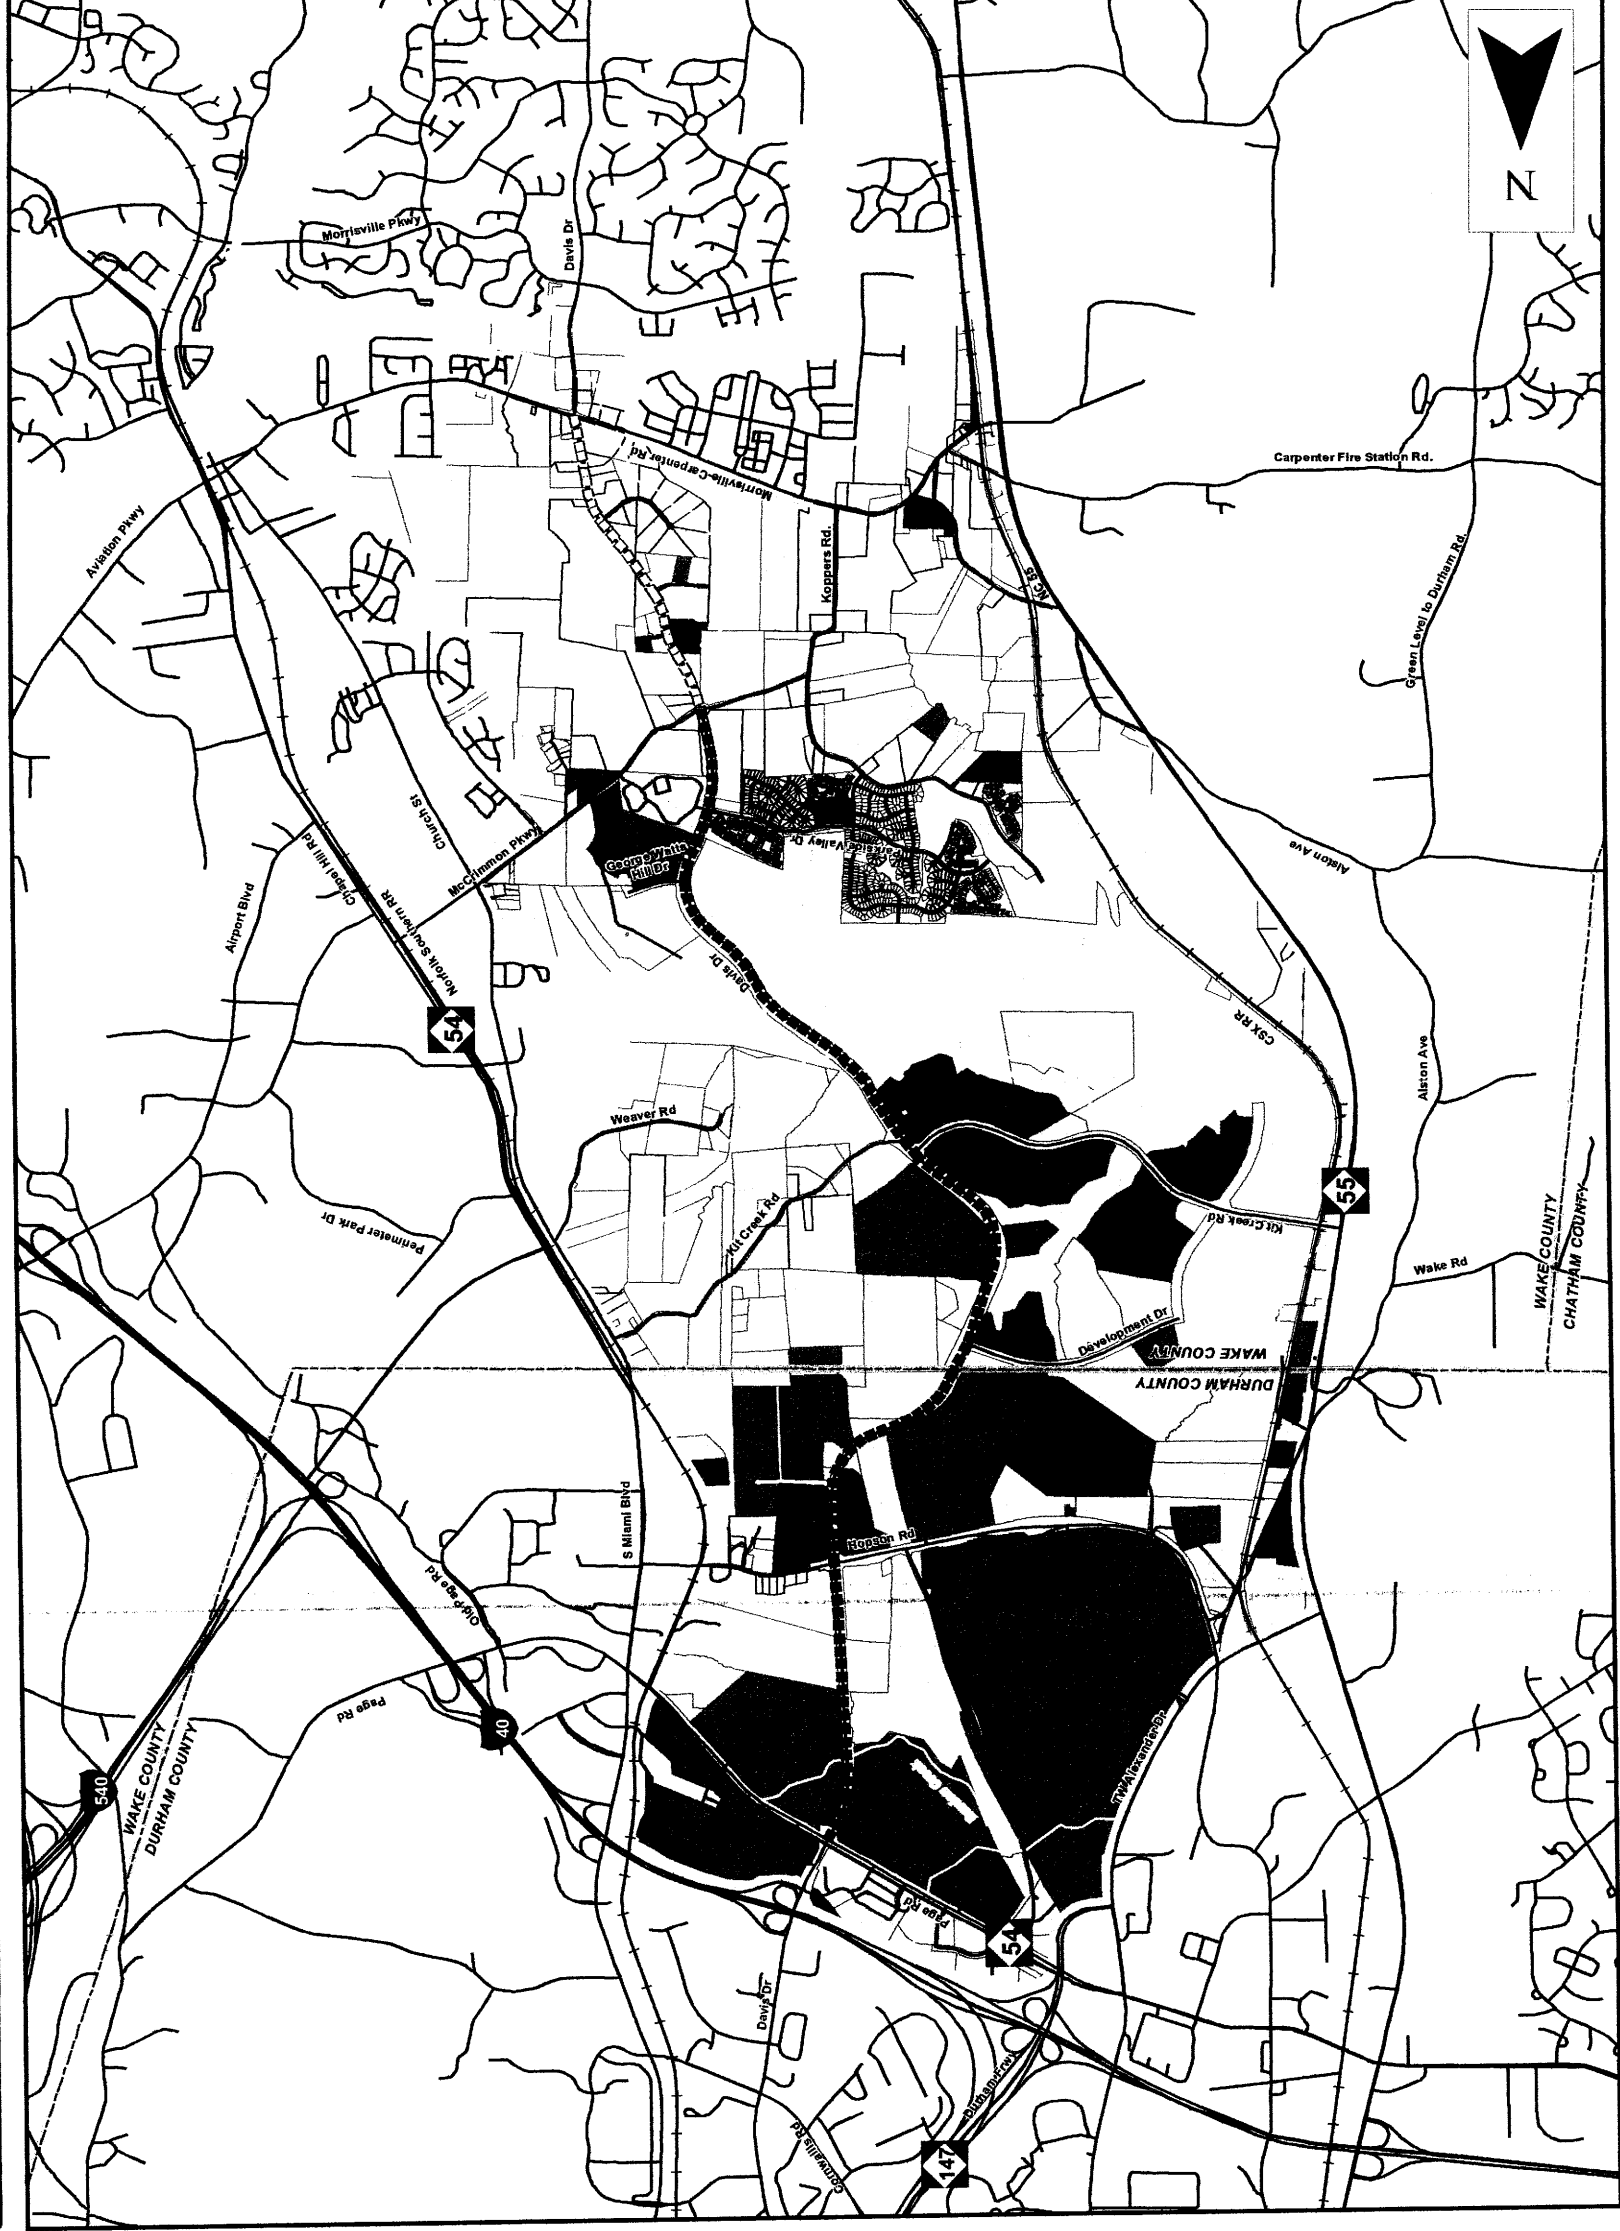 Morrisville Pkwy
Davis Dr
N
Aviation Pkwy
Morrisville-Carpenter Rd
Carpenter Fire Station Rd.
Koppers Rd.
NC 55
Green Level to Durham Rd.
Church St
McCrimmon Pkwy
Chapel Hill Rd
Norfolk Southern RR
Airport Blvd
George Watts
Hill Dr
Parkside Valley Dr
Alston Ave
Davis Dr
54
CSX RR
Alston Ave
Weaver Rd
Perimeter Park Dr
Kit Creek Rd
Kit Creek Rd
55
Wake Rd
WAKE COUNTY
CHATHAM COUNTY
Development Dr
WAKE COUNTY
DURHAM COUNTY
S Miami Blvd
Hopson Rd
Old Page Rd
Page Rd
40
540
WAKE COUNTY
DURHAM COUNTY
TW Alexander Dr
Page Rd
54
Davis Dr
Durham Frwy
Cornwallis Rd
147